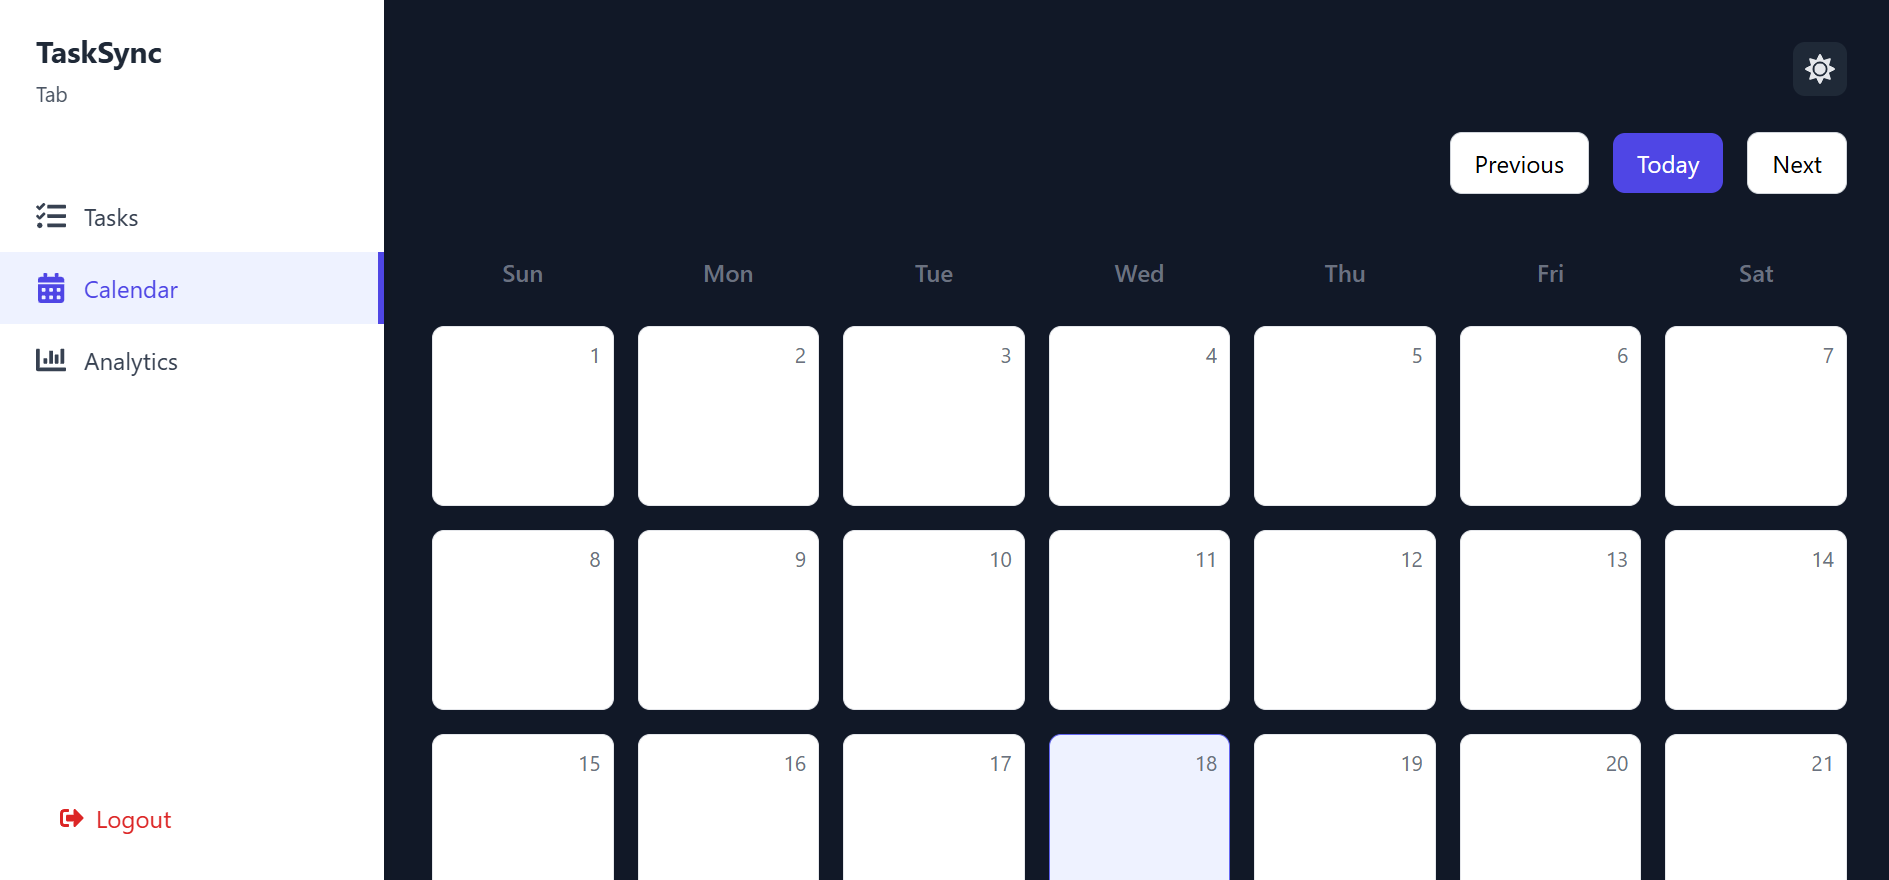 TaskSync
Tab
Tasks
Calendar
Analytics
Logout
Previous Today Next
Sun Mon Tue Wed Thu Fri Sat
1 2 3 4 5 6 7
8 9 10 11 12 13 14
15 16 17 18 19 20 21